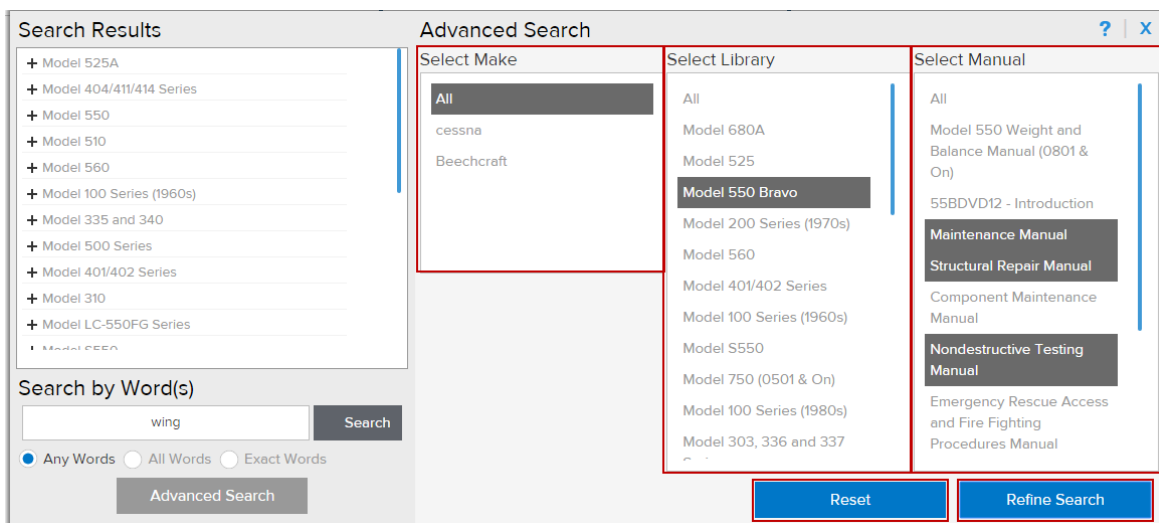 Search Results
+ Model 525A
+ Model 404/411/414 Series
+ Model 550
+ Model 510
+ Model 560
+ Model 100 Series (1960s)
+ Model 335 and 340
+ Model 500 Series
+ Model 401/402 Series
+ Model 310
+ Model LC-550FG Series
Search by Word(s)
wing
Search
Any Words
All Words
Exact Words
Advanced Search
Advanced Search
? | X
Select Make
All
cessna
Beechcraft
Select Library
All
Model 680A
Model 525
Model 550 Bravo
Model 200 Series (1970s)
Model 560
Model 401/402 Series
Model 100 Series (1960s)
Model S550
Model 750 (0501 & On)
Model 100 Series (1980s)
Model 303, 336 and 337
Select Manual
All
Model 550 Weight and
Balance Manual (0801 &
On)
55BDVD12 - Introduction
Maintenance Manual
Structural Repair Manual
Component Maintenance
Manual
Nondestructive Testing
Manual
Emergency Rescue Access
and Fire Fighting
Procedures Manual
Reset
Refine Search